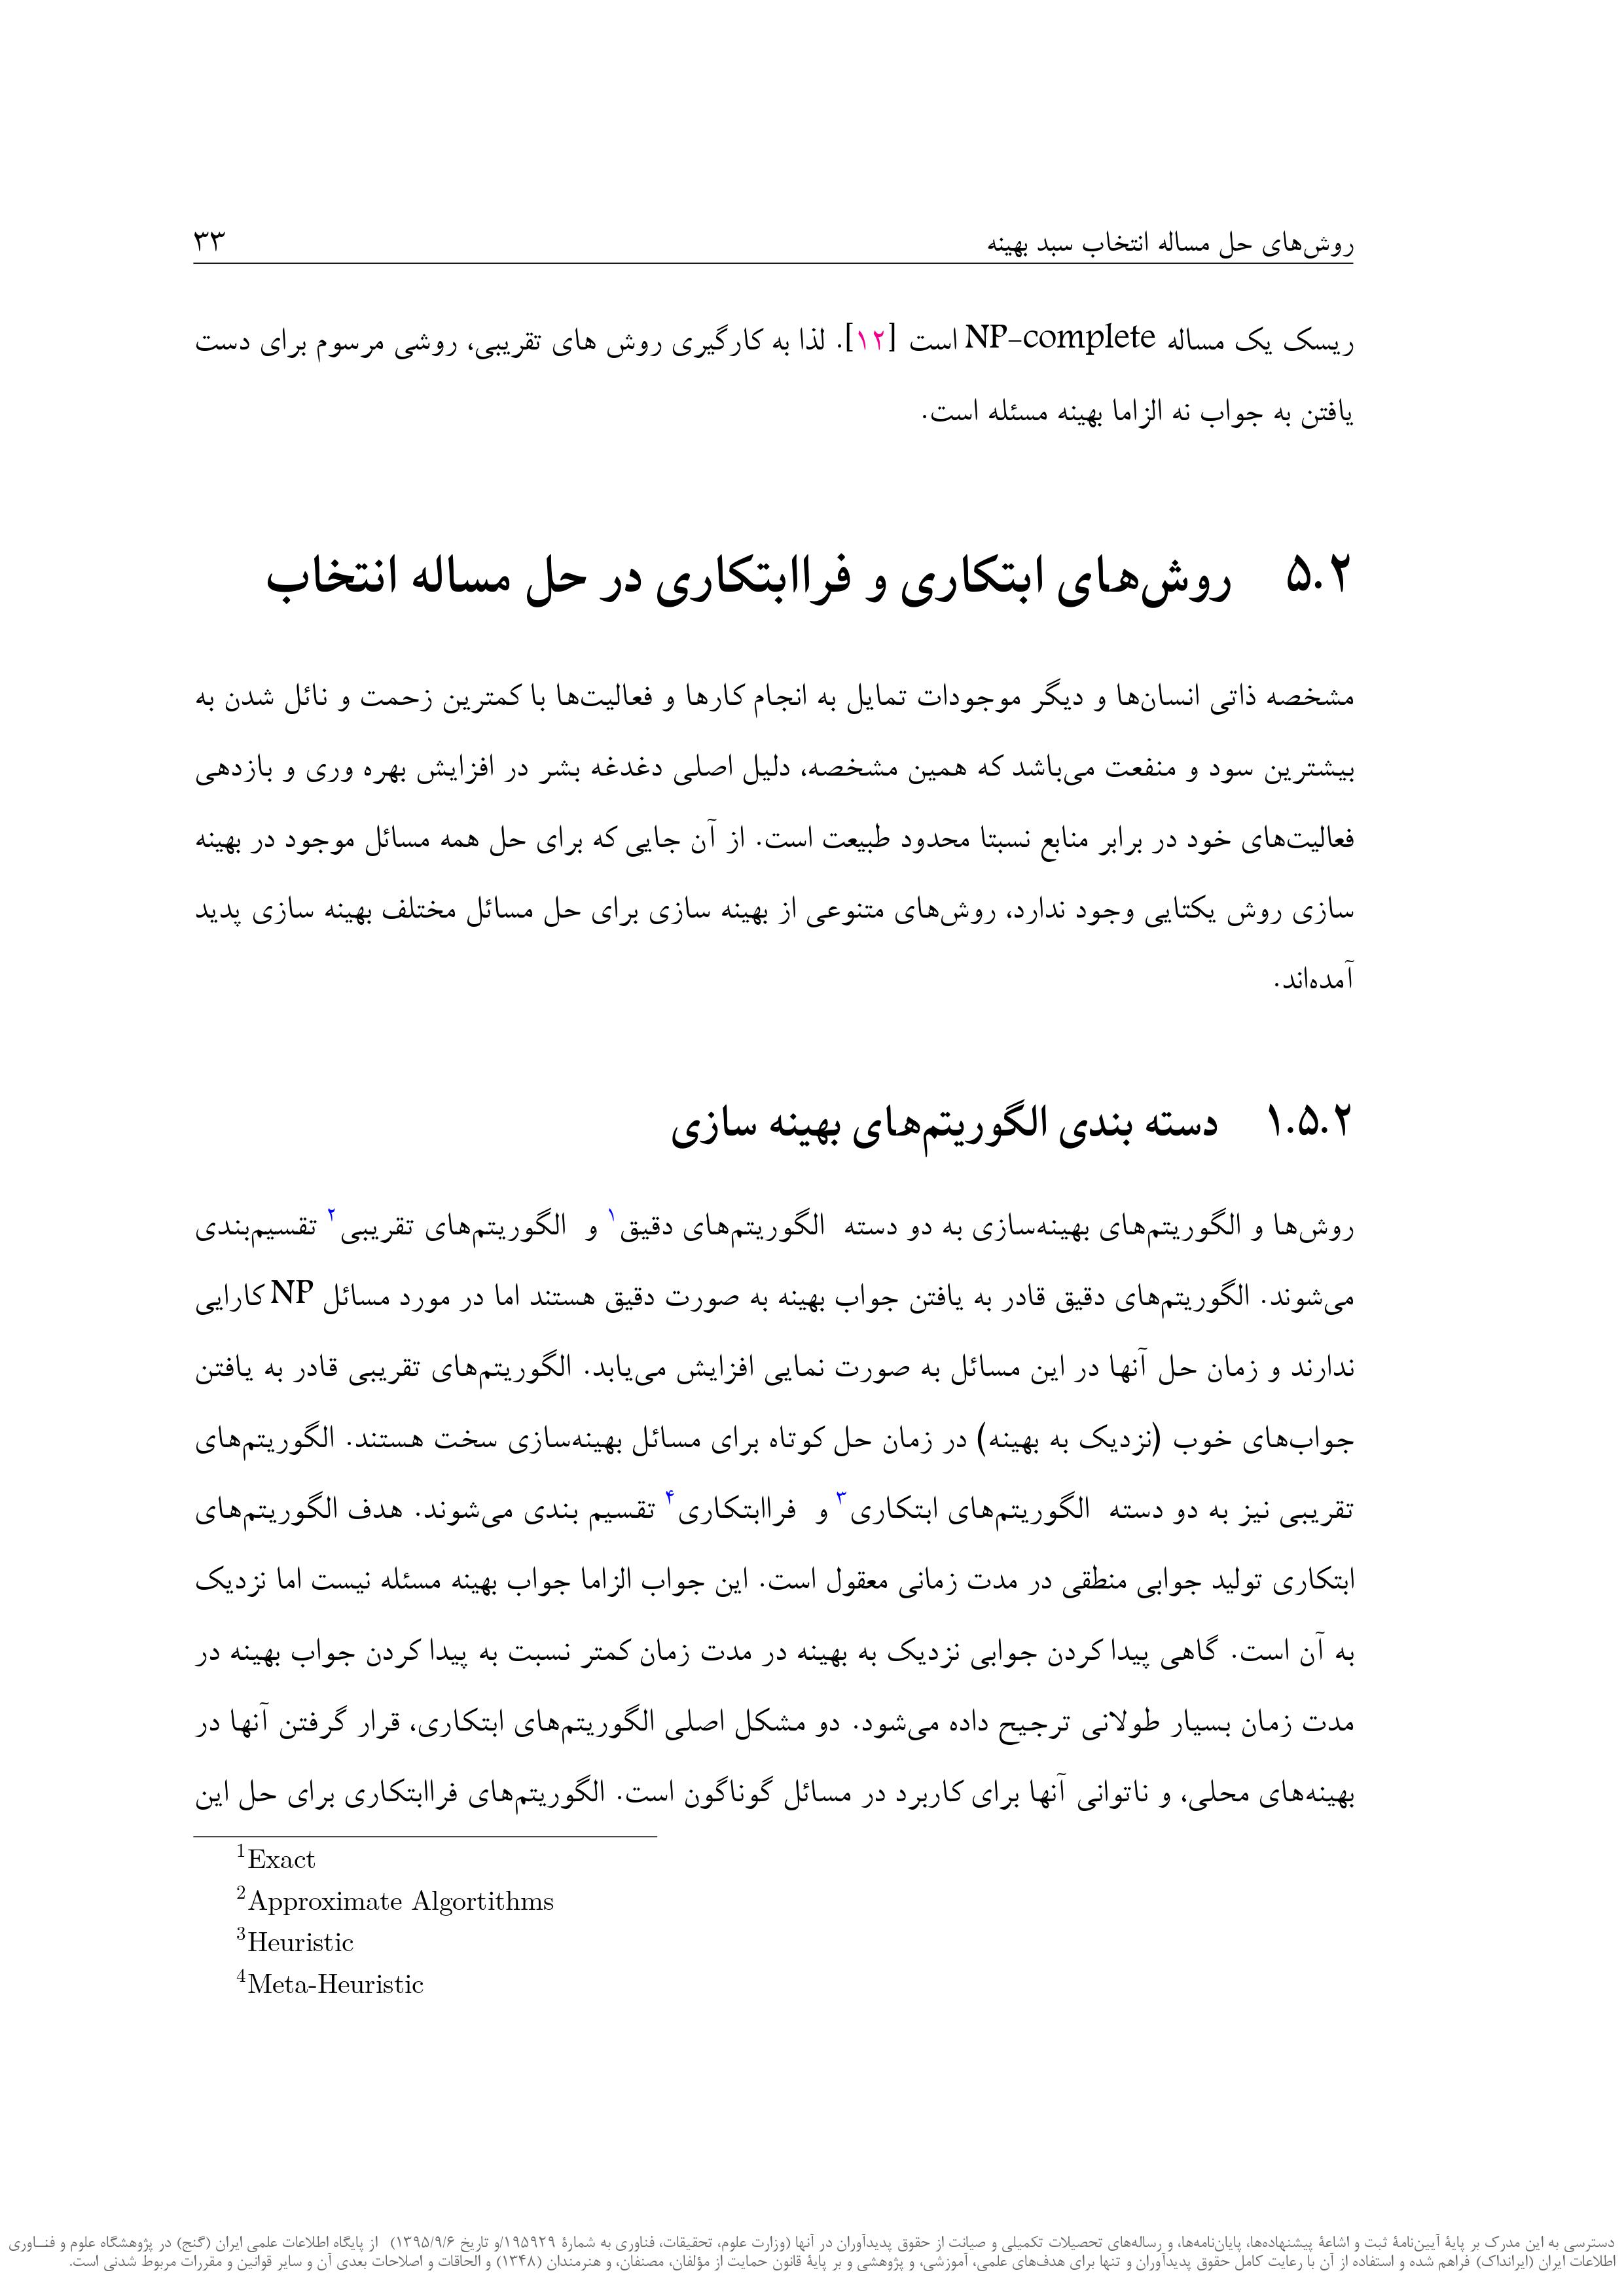 روش‌های حل مساله انتخاب سبد بهینه ۳۳
ریسک یک مساله NP-complete است [۱۲]. لذا به کارگیری روش های تقریبی، روشی مرسوم برای دست
یافتن به جواب نه الزاما بهینه مسئله است.
۵.۲ روش‌های ابتکاری و فراابتکاری در حل مساله انتخاب
مشخصه ذاتی انسان‌ها و دیگر موجودات تمایل به انجام کارها و فعالیت‌ها با کمترین زحمت و نائل شدن به
بیشترین سود و منفعت می‌باشد که همین مشخصه، دلیل اصلی دغدغه بشر در افزایش بهره وری و بازدهی
فعالیت‌های خود در برابر منابع نسبتا محدود طبیعت است. از آن جایی که برای حل همه مسائل موجود در بهینه
سازی روش یکتایی وجود ندارد، روش‌های متنوعی از بهینه سازی برای حل مسائل مختلف بهینه سازی پدید
آمده‌اند.
۱.۵.۲ دسته بندی الگوریتم‌های بهینه سازی
روش‌ها و الگوریتم‌های بهینه‌سازی به دو دسته الگوریتم‌های دقیق۱ و الگوریتم‌های تقریبی۲ تقسیم‌بندی
می‌شوند. الگوریتم‌های دقیق قادر به یافتن جواب بهینه به صورت دقیق هستند اما در مورد مسائل NP کارایی
ندارند و زمان حل آنها در این مسائل به صورت نمایی افزایش می‌یابد. الگوریتم‌های تقریبی قادر به یافتن
جواب‌های خوب (نزدیک به بهینه) در زمان حل کوتاه برای مسائل بهینه‌سازی سخت هستند. الگوریتم‌های
تقریبی نیز به دو دسته الگوریتم‌های ابتکاری۳ و فراابتکاری۴ تقسیم بندی می‌شوند. هدف الگوریتم‌های
ابتکاری تولید جوابی منطقی در مدت زمانی معقول است. این جواب الزاما جواب بهینه مسئله نیست اما نزدیک
به آن است. گاهی پیدا کردن جوابی نزدیک به بهینه در مدت زمان کمتر نسبت به پیدا کردن جواب بهینه در
مدت زمان بسیار طولانی ترجیح داده می‌شود. دو مشکل اصلی الگوریتم‌های ابتکاری، قرار گرفتن آنها در
بهینه‌های محلی، و ناتوانی آنها برای کاربرد در مسائل گوناگون است. الگوریتم‌های فراابتکاری برای حل این
1Exact
2Approximate Algortithms
3Heuristic
4Meta-Heuristic
دسترسی به این مدرک بر پایهٔ آیین‌نامهٔ ثبت و اشاعهٔ پیشنهاده‌ها، پایان‌نامه‌ها، و رساله‌های تحصیلات تکمیلی و صیانت از حقوق پدیدآوران در آنها (وزارت علوم، تحقیقات، فناوری به شمارهٔ ۱۹۵۹۲۹/و تاریخ ۱۳۹۵/۹/۶) از پایگاه اطلاعات علمی ایران (گنج) در پژوهشگاه علوم و فنــاوری
اطلاعات ایران (ایرانداک) فراهم شده و استفاده از آن با رعایت کامل حقوق پدیدآوران و تنها برای هدف‌های علمی، آموزشی، و پژوهشی و بر پایهٔ قانون حمایت از مؤلفان، مصنفان، و هنرمندان (۱۳۴۸) و الحاقات و اصلاحات بعدی آن و سایر قوانین و مقررات مربوط شدنی است.